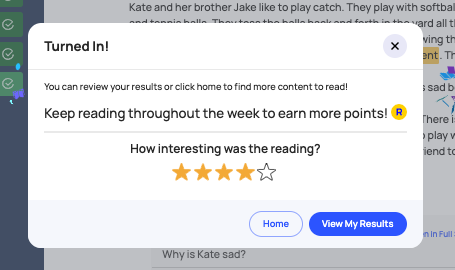 Kate and her brother Jake like to play catch. They play with softbal
Turned In!
You can review your results or click home to find more content to read!
Keep reading throughout the week to earn more points! R
How interesting was the reading?
Home
View My Results
Why is Kate sad?